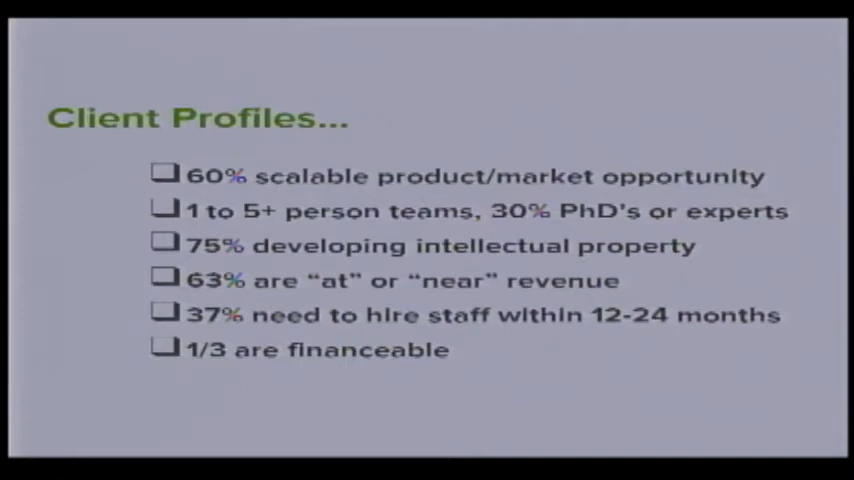 Client Profiles...
60% scalable product/market opportunity
1 to 5+ person teams, 30% PhD's or experts
75% developing intellectual property
63% are “at” or “near” revenue
37% need to hire staff within 12-24 months
1/3 are financeable